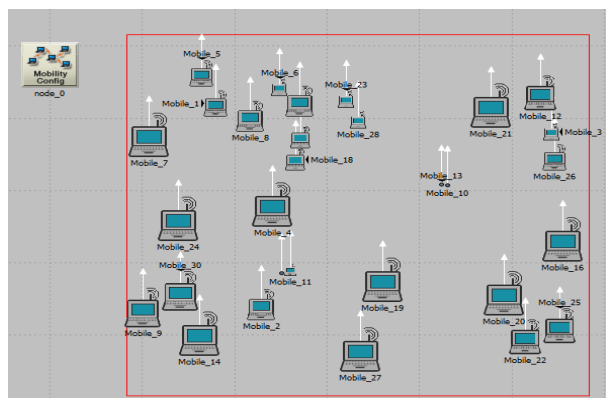 Mobile_5
Mobility
Config
node_0
Mobile_6
Mobile_23
Mobile_1
Mobile_12
Mobile_8
Mobile_28
Mobile_21
Mobile_3
Mobile_7
Mobile_18
Mobile_13
Mobile_26
Mobile_10
Mobile_4
Mobile_24
Mobile_30
Mobile_11
Mobile_16
Mobile_19
Mobile_25
Mobile_9
Mobile_2
Mobile_20
Mobile_14
Mobile_22
Mobile_27